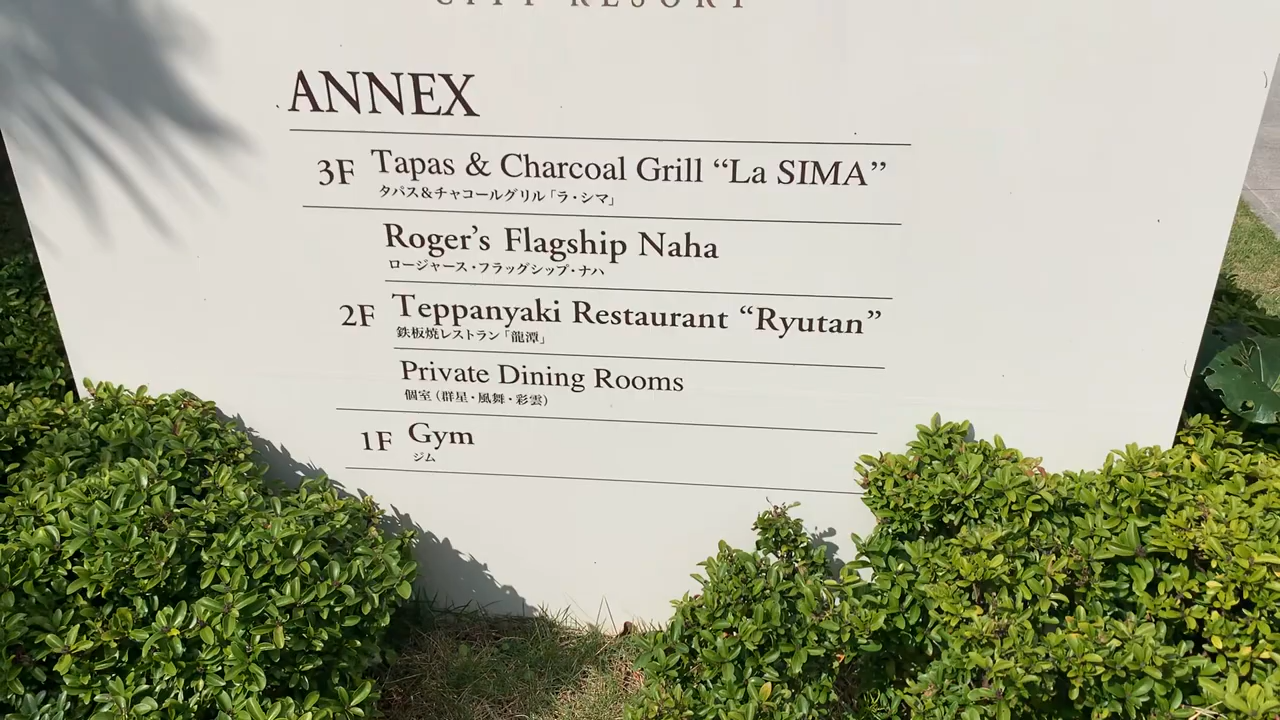 CITY RESORT
ANNEX
3F Tapas & Charcoal Grill “La SIMA”
タパス&チャコールグリル「ラ・シマ」
Roger’s Flagship Naha
ロージャース・フラッグシップ・ナハ
2F Teppanyaki Restaurant “Ryutan”
鉄板焼レストラン「龍潭」
Private Dining Rooms
個室（群星・風舞・彩雲）
1F Gym
ジム